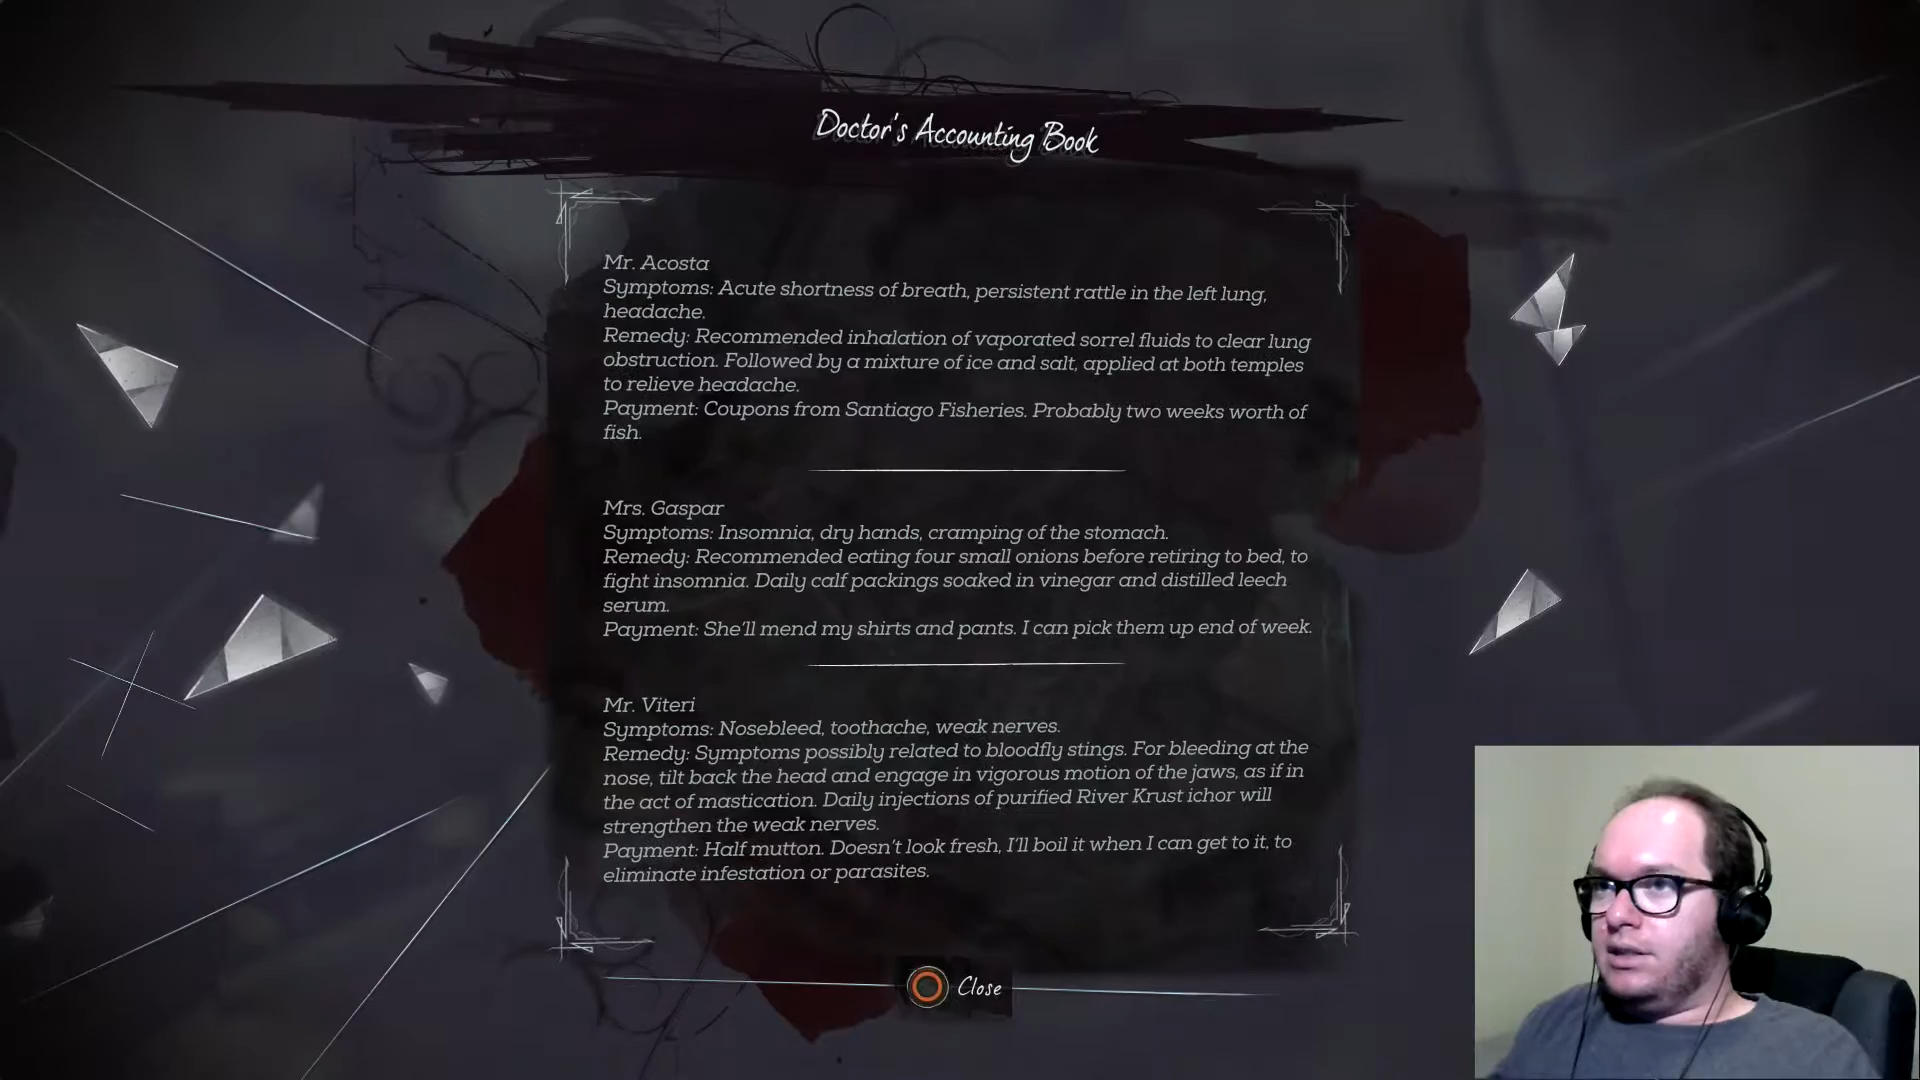 Doctor's Accounting Book
Mr. Acosta
Symptoms: Acute shortness of breath, persistent rattle in the left lung,
headache.
Remedy: Recommended inhalation of vaporated sorrel fluids to clear lung
obstruction. Followed by a mixture of ice and salt, applied at both temples
to relieve headache.
Payment: Coupons from Santiago Fisheries. Probably two weeks worth of
fish.
Mrs. Gaspar
Symptoms: Insomnia, dry hands, cramping of the stomach.
Remedy: Recommended eating four small onions before retiring to bed, to
fight insomnia. Daily calf packings soaked in vinegar and distilled leech
serum.
Payment: She'll mend my shirts and pants. I can pick them up end of week.
Mr. Viteri
Symptoms: Nosebleed, toothache, weak nerves.
Remedy: Symptoms possibly related to bloodfly stings. For bleeding at the
nose, tilt back the head and engage in vigorous motion of the jaws, as if in
the act of mastication. Daily injections of purified River Krust ichor will
strengthen the weak nerves.
Payment: Half mutton. Doesn't look fresh, I'll boil it when I can get to it, to
eliminate infestation or parasites.
Close